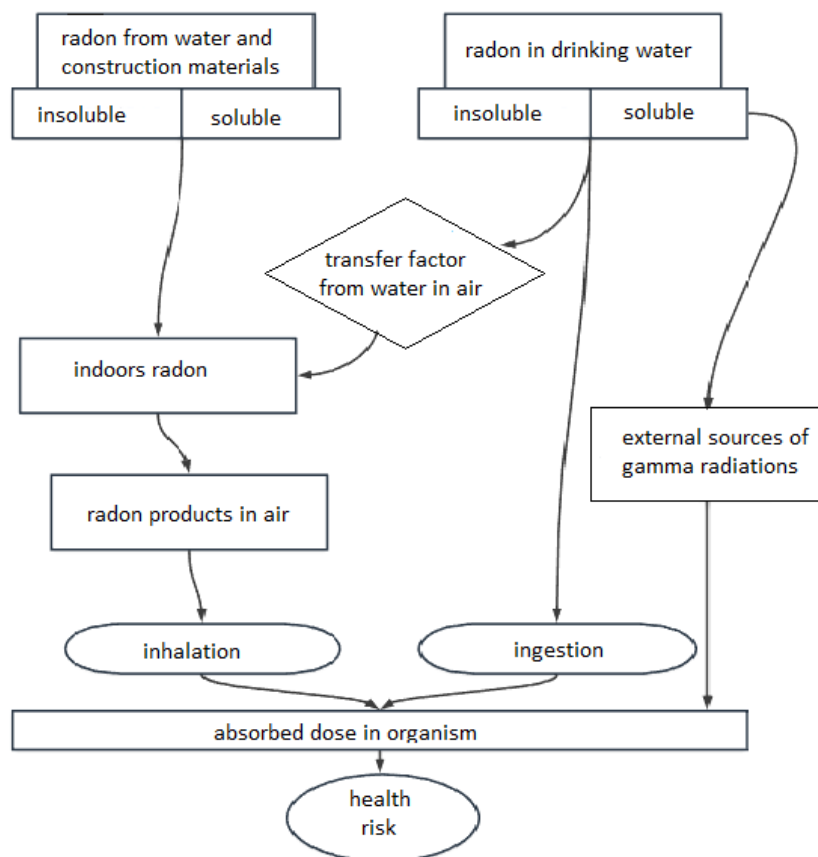 radon from water and
construction materials
radon in drinking water
insoluble
soluble
insoluble
soluble
transfer factor
from water in air
indoors radon
external sources of
gamma radiations
radon products in air
inhalation
ingestion
absorbed dose in organism
health
risk